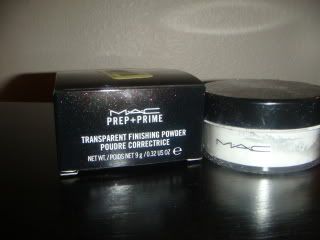 MAC
PREP+PRIME
TRANSPARENT FINISHING POWDER
POUDRE CORRECTRICE
NET WT./POIDS NET 9 g / 0.32 US OZ ℮
MAC